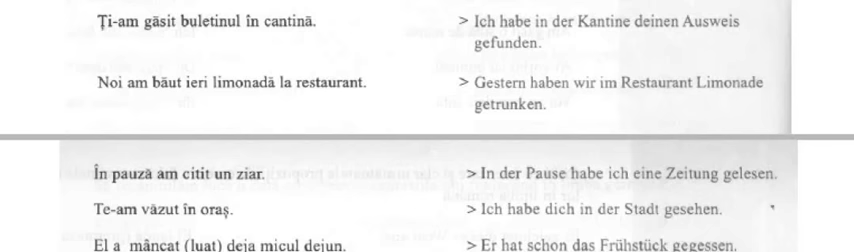 Ți-am găsit buletinul în cantină. > Ich habe in der Kantine deinen Ausweis
gefunden.
Noi am băut ieri limonadă la restaurant. > Gestern haben wir im Restaurant Limonade
getrunken.
În pauză am citit un ziar. > In der Pause habe ich eine Zeitung gelesen.
Te-am văzut în oraș. > Ich habe dich in der Stadt gesehen.
El a mâncat (luat) deja micul dejun. > Er hat schon das Frühstück gegessen.